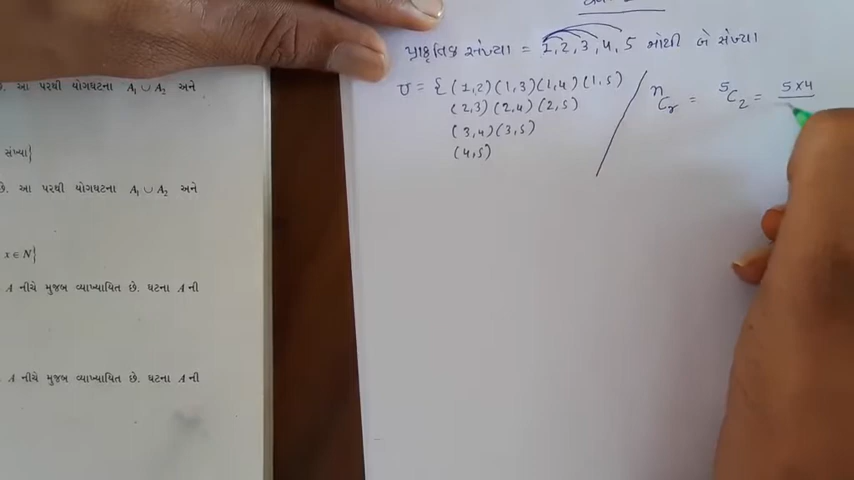 છે. આ પરથી યોગઘટના A₁ ∪ A₂ અને
સંખ્યા}
છે. આ પરથી યોગઘટના A₁ ∪ A₂ અને
x ∈ N}
A નીચે મુજબ વ્યાખ્યાયિત છે. ઘટના A ની
A નીચે મુજબ વ્યાખ્યાયિત છે. ઘટના A ની
પ્રાકૃતિક સંખ્યા = 1,2,3,4,5 માંથી બે સંખ્યા
U = { (1,2) (1,3) (1,4) (1,5)
(2,3) (2,4) (2,5)
(3,4) (3,5)
(4,5)
ⁿCᵣ = ⁵C₂ = 5×4